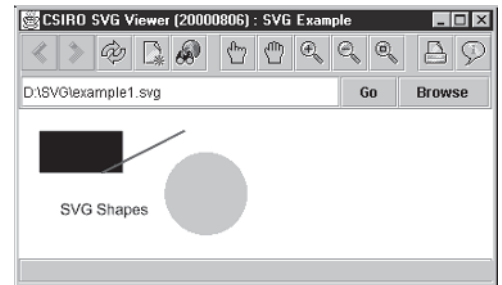 CSIRO SVG Viewer (20000806) : SVG Example
D:\SVG\example1.svg
Go
Browse
SVG Shapes